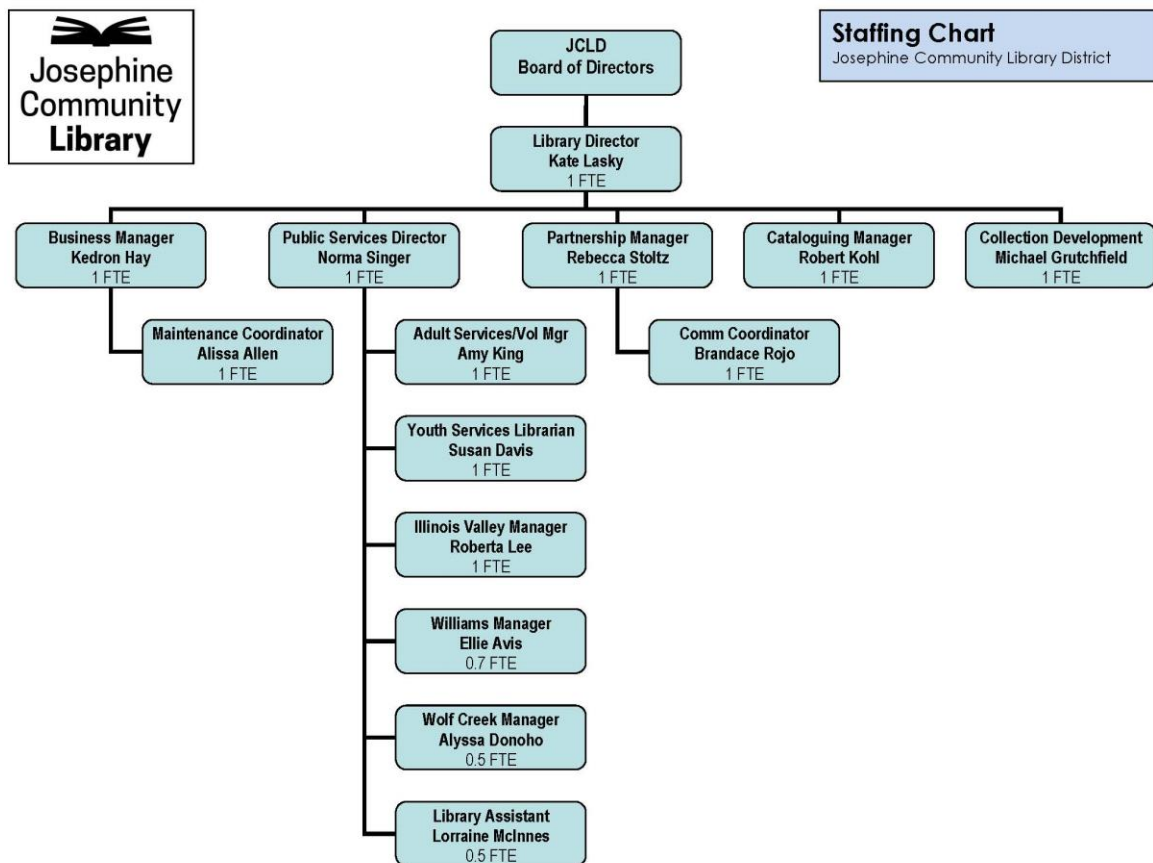 Josephine
Community
Library
Staffing Chart
Josephine Community Library District
JCLD
Board of Directors
Library Director
Kate Lasky
1 FTE
Business Manager
Kedron Hay
1 FTE
Public Services Director
Norma Singer
1 FTE
Partnership Manager
Rebecca Stoltz
1 FTE
Cataloguing Manager
Robert Kohl
1 FTE
Collection Development
Michael Grutchfield
1 FTE
Maintenance Coordinator
Alissa Allen
1 FTE
Adult Services/Vol Mgr
Amy King
1 FTE
Comm Coordinator
Brandace Rojo
1 FTE
Youth Services Librarian
Susan Davis
1 FTE
Illinois Valley Manager
Roberta Lee
1 FTE
Williams Manager
Ellie Avis
0.7 FTE
Wolf Creek Manager
Alyssa Donoho
0.5 FTE
Library Assistant
Lorraine McInnes
0.5 FTE